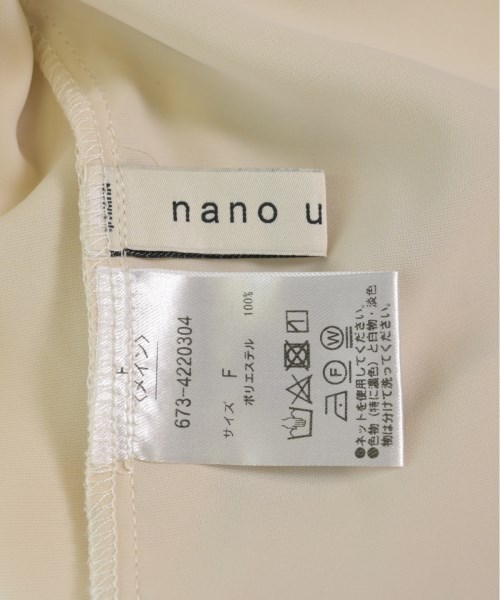 nano u
〈メイン〉
F
673-4220304
サイズ F
ポリエステル 100%
F
W
●ネットを使用してください。
●色物（特に濃色）と白物・淡色
物は分けて洗ってください。